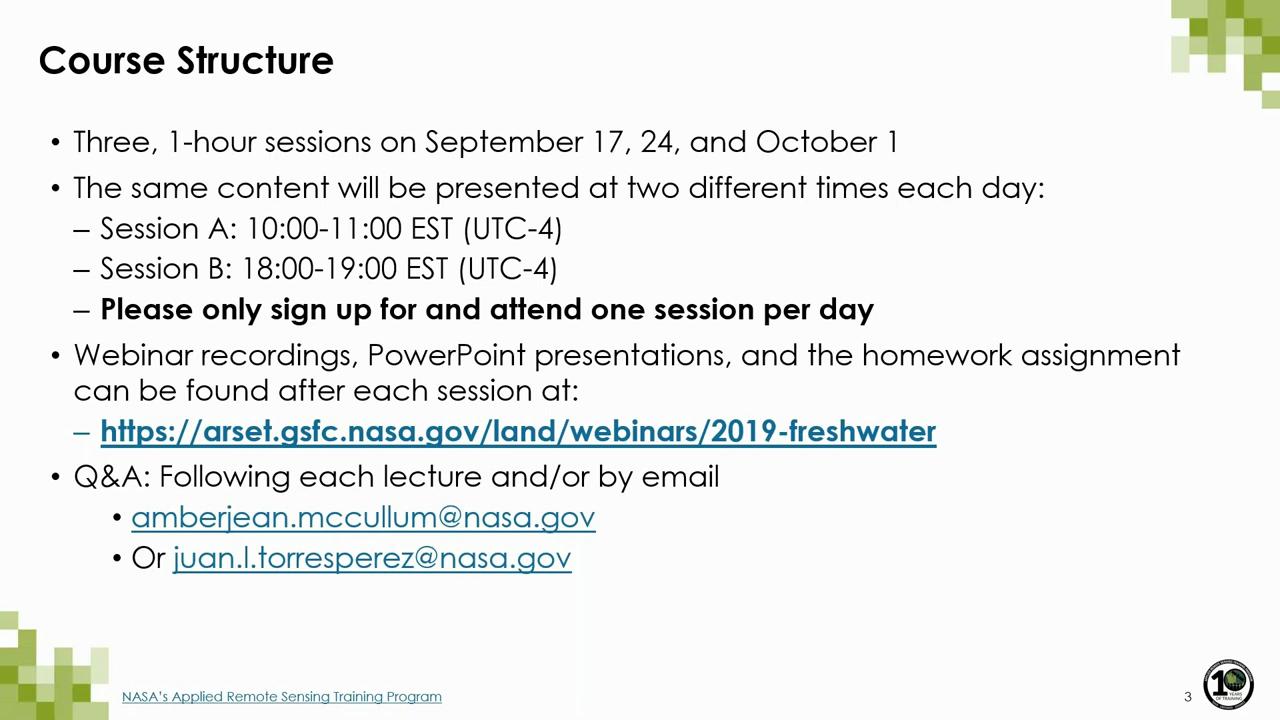 Course Structure
• Three, 1-hour sessions on September 17, 24, and October 1
• The same content will be presented at two different times each day:
– Session A: 10:00-11:00 EST (UTC-4)
– Session B: 18:00-19:00 EST (UTC-4)
– Please only sign up for and attend one session per day
• Webinar recordings, PowerPoint presentations, and the homework assignment
can be found after each session at:
– https://arset.gsfc.nasa.gov/land/webinars/2019-freshwater
• Q&A: Following each lecture and/or by email
• amberjean.mccullum@nasa.gov
• Or juan.l.torresperez@nasa.gov
NASA's Applied Remote Sensing Training Program
3
10
YEARS
OF TRAINING